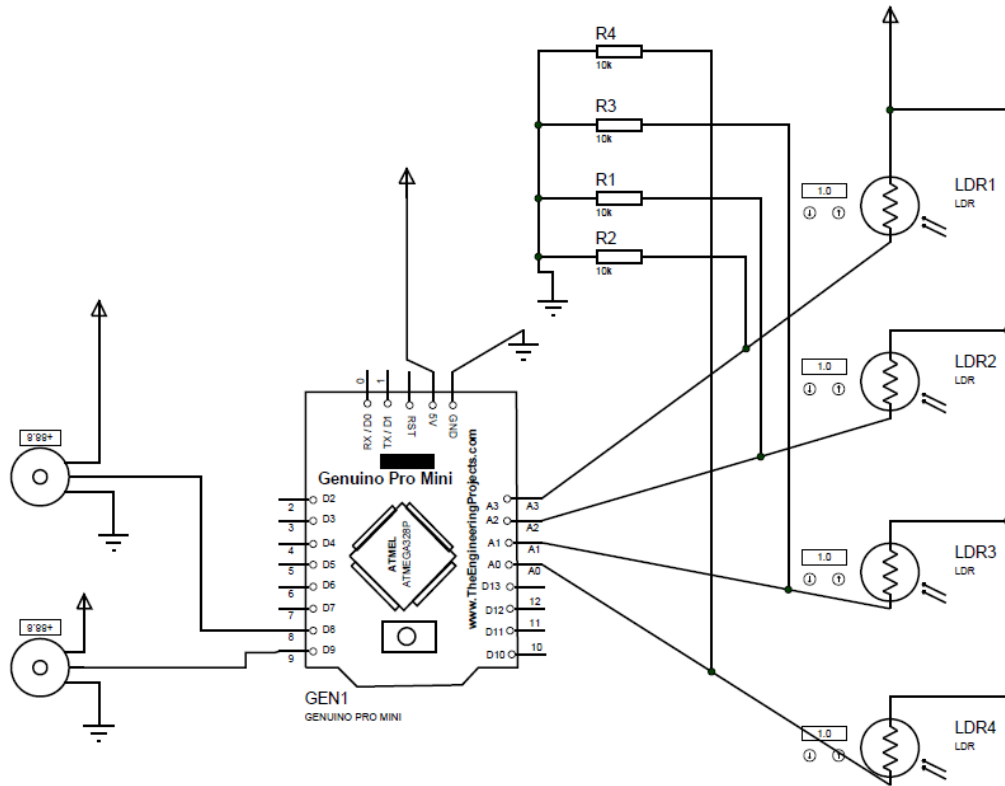 R4
10k
R3
10k
R1
10k
R2
10k
1.0
LDR1
LDR
1.0
LDR2
LDR
1.0
LDR3
LDR
1.0
LDR4
LDR
+88.8
+88.8
0
1
RX / D0
TX / D1
RST
5V
GND
Genuino Pro Mini
www.TheEngineeringProjects.com
ATMEL
ATMEGA328P
2
D2
3
D3
4
D4
5
D5
6
D6
7
D7
8
D8
9
D9
A3
A3
A2
A2
A1
A1
A0
A0
D13
D12
12
D11
11
D10
10
GEN1
GENUINO PRO MINI